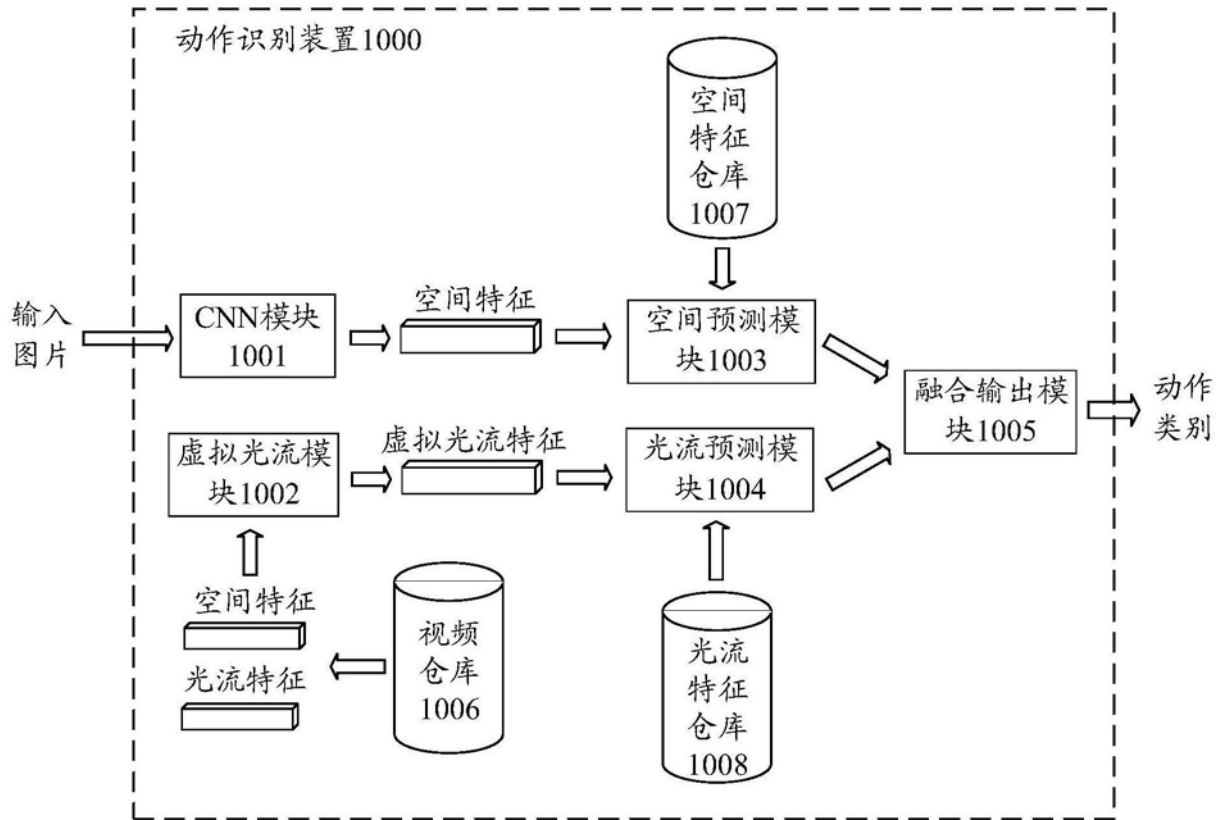 动作识别装置1000
空间
特征
仓库
1007
输入
图片
CNN模块
1001
空间特征
空间预测模
块1003
融合输出模
块1005
动作
类别
虚拟光流模
块1002
虚拟光流特征
光流预测模
块1004
空间特征
光流特征
视频
仓库
1006
光流
特征
仓库
1008